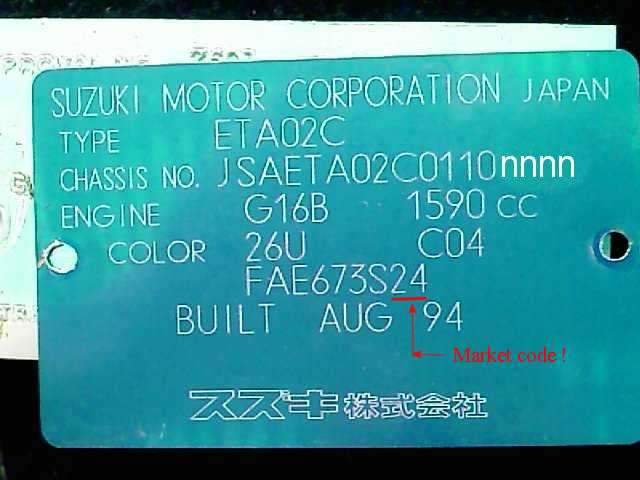 SUZUKI MOTOR CORPORATION JAPAN
TYPE ETA02C
CHASSIS NO. JSAETA02C0110nnnn
ENGINE G16B 1590 CC
COLOR 26U C04
FAE673S24
BUILT AUG '94
Market code !
スズキ株式会社